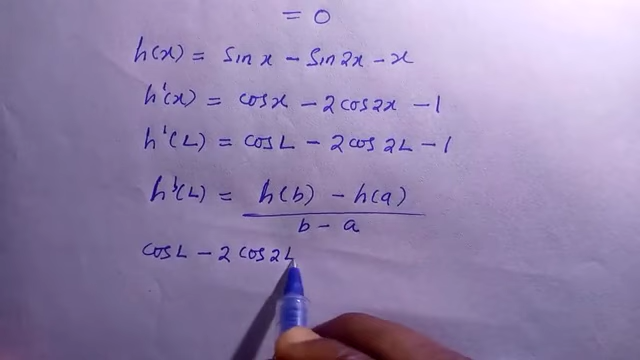 = 0
h(x) = sin x - sin 2x - x
h'(x) = cos x - 2 cos 2x - 1
h'(L) = cos L - 2 cos 2L - 1
h'(L) = h(b) - h(a)
b - a
cos L - 2 cos 2L